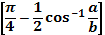 [π/4 − 1/2 cos⁻¹ a/b]